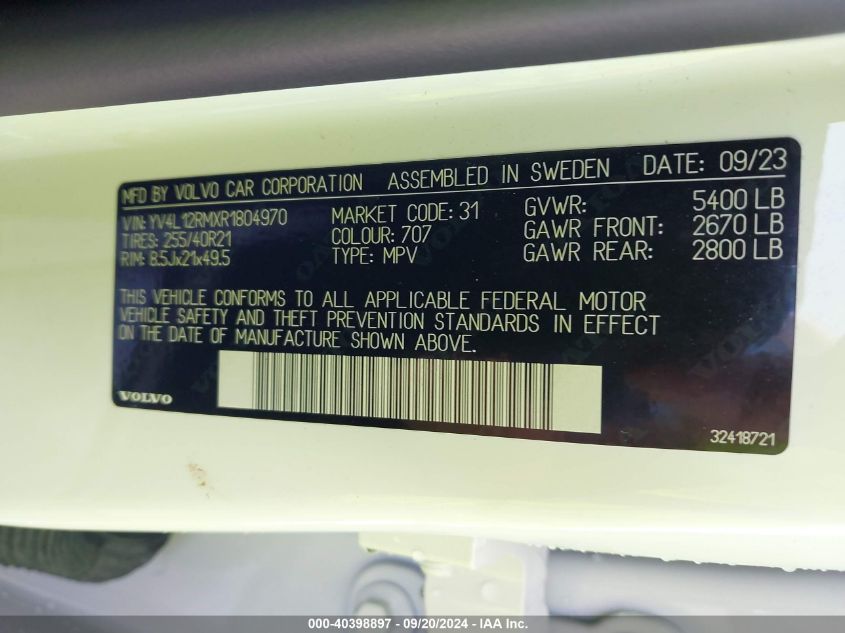 MFD BY VOLVO CAR CORPORATION ASSEMBLED IN SWEDEN DATE: 09/23
VIN: YV4L12RMXR1804970 MARKET CODE: 31 GVWR: 5400 LB
TIRES: 255/40R21 COLOUR: 707 GAWR FRONT: 2670 LB
RIM: 8.5Jx21x49.5 TYPE: MPV GAWR REAR: 2800 LB
THIS VEHICLE CONFORMS TO ALL APPLICABLE FEDERAL MOTOR
VEHICLE SAFETY AND THEFT PREVENTION STANDARDS IN EFFECT
ON THE DATE OF MANUFACTURE SHOWN ABOVE.
VOLVO
32418721
000-40398897 - 09/20/2024 - IAA Inc.